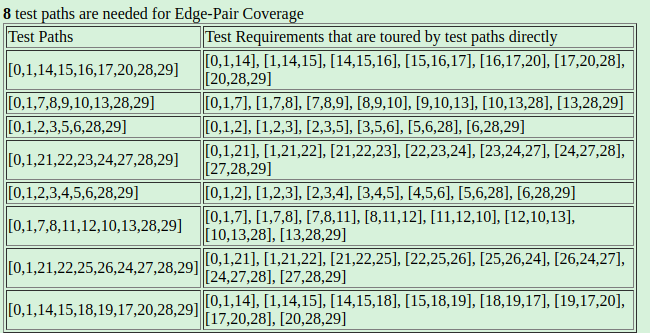 8 test paths are needed for Edge-Pair Coverage
Test Paths Test Requirements that are toured by test paths directly
[0,1,14,15,16,17,20,28,29] [0,1,14], [1,14,15], [14,15,16], [15,16,17], [16,17,20], [17,20,28],
[20,28,29]
[0,1,7,8,9,10,13,28,29] [0,1,7], [1,7,8], [7,8,9], [8,9,10], [9,10,13], [10,13,28], [13,28,29]
[0,1,2,3,5,6,28,29] [0,1,2], [1,2,3], [2,3,5], [3,5,6], [5,6,28], [6,28,29]
[0,1,21,22,23,24,27,28,29] [0,1,21], [1,21,22], [21,22,23], [22,23,24], [23,24,27], [24,27,28],
[27,28,29]
[0,1,2,3,4,5,6,28,29] [0,1,2], [1,2,3], [2,3,4], [3,4,5], [4,5,6], [5,6,28], [6,28,29]
[0,1,7,8,11,12,10,13,28,29] [0,1,7], [1,7,8], [7,8,11], [8,11,12], [11,12,10], [12,10,13],
[10,13,28], [13,28,29]
[0,1,21,22,25,26,24,27,28,29] [0,1,21], [1,21,22], [21,22,25], [22,25,26], [25,26,24], [26,24,27],
[24,27,28], [27,28,29]
[0,1,14,15,18,19,17,20,28,29] [0,1,14], [1,14,15], [14,15,18], [15,18,19], [18,19,17], [19,17,20],
[17,20,28], [20,28,29]